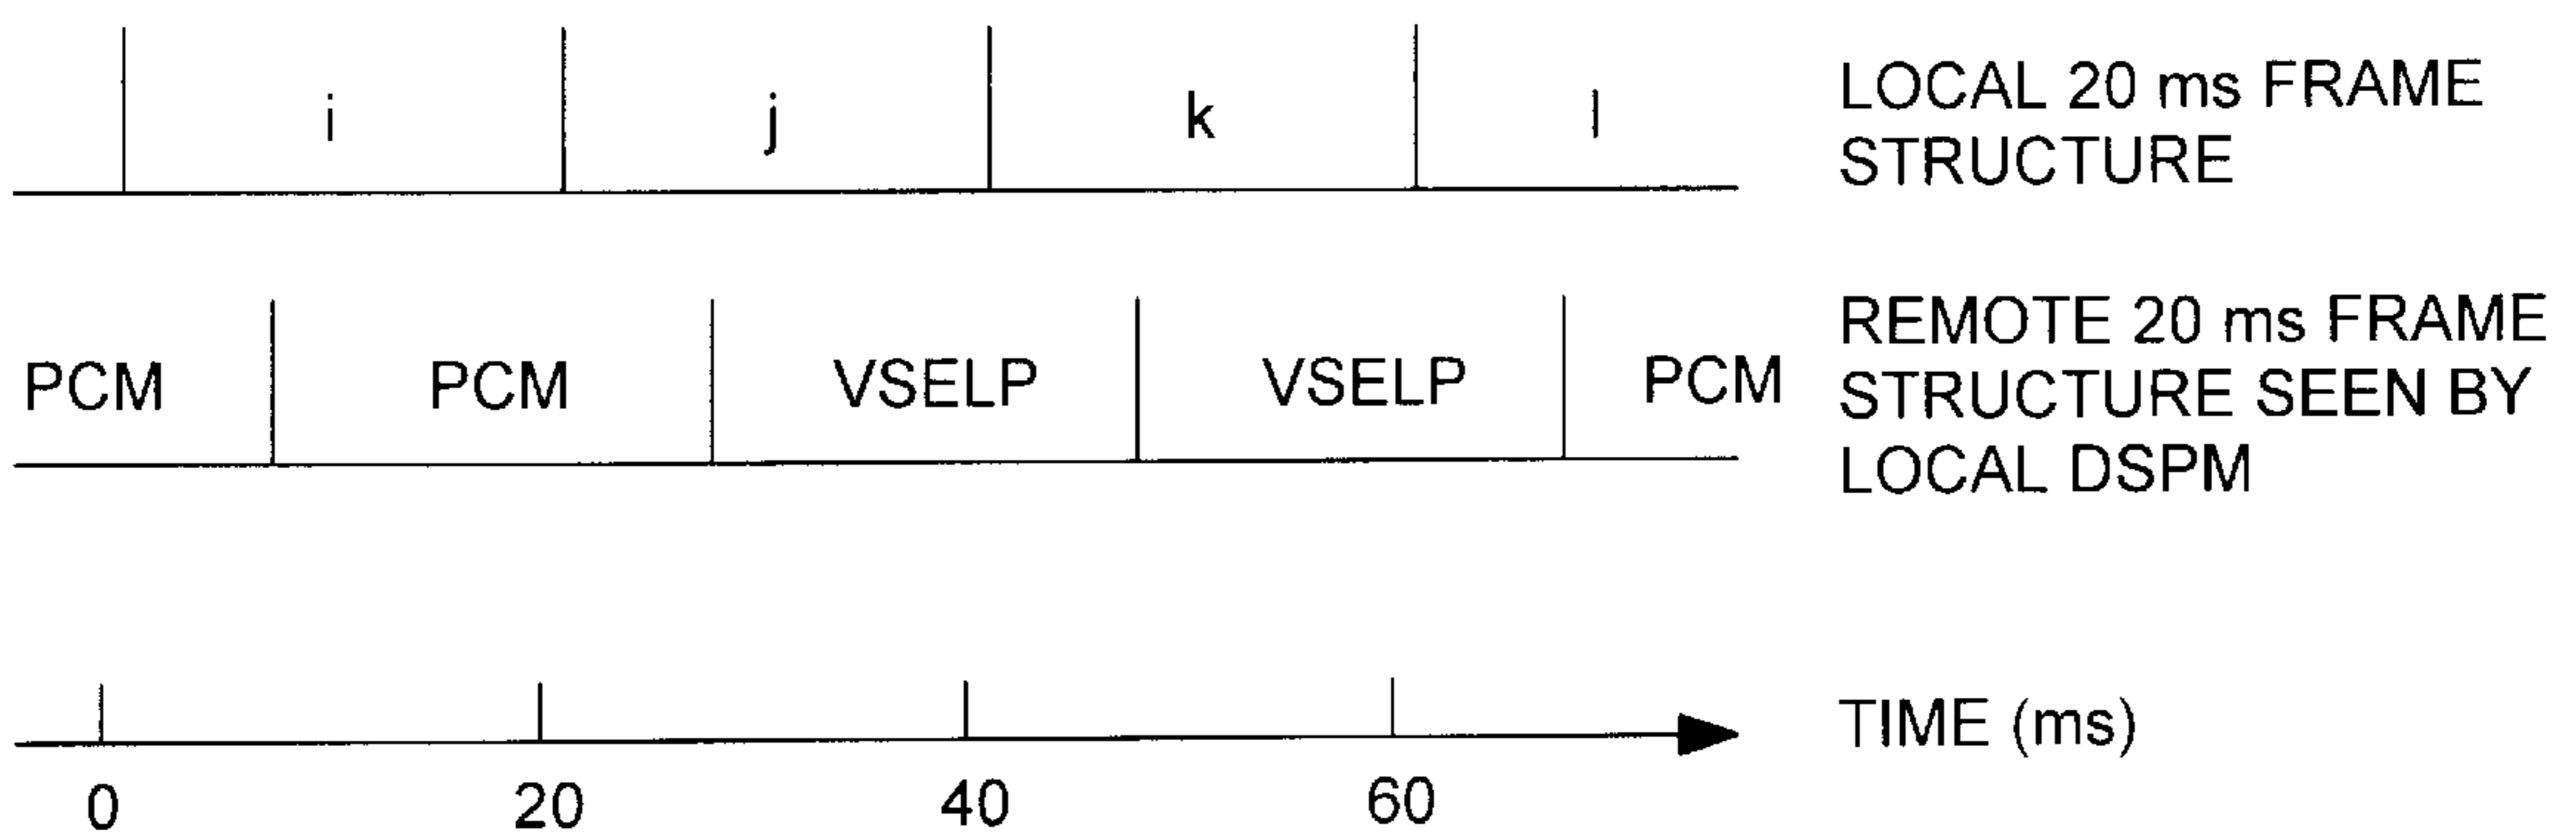 i j k l
LOCAL 20 ms FRAME
STRUCTURE
PCM PCM VSELP VSELP PCM
REMOTE 20 ms FRAME
STRUCTURE SEEN BY
LOCAL DSPM
TIME (ms)
0 20 40 60